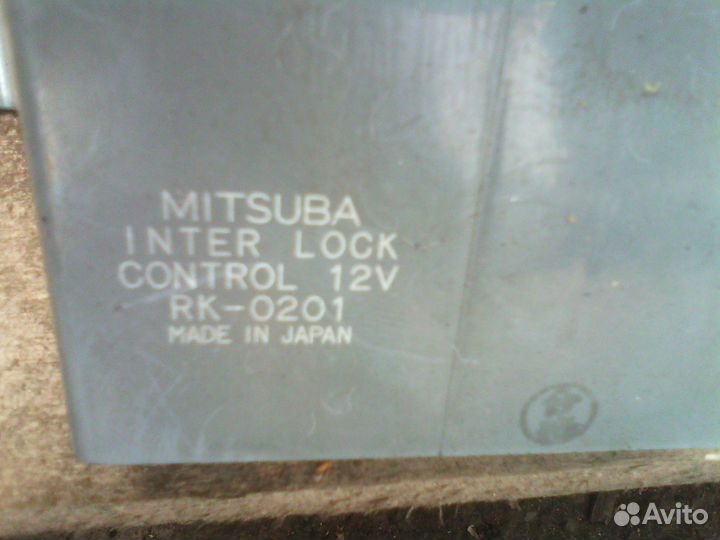 MITSUBA
INTER LOCK
CONTROL 12V
RK-0201
MADE IN JAPAN
Avito